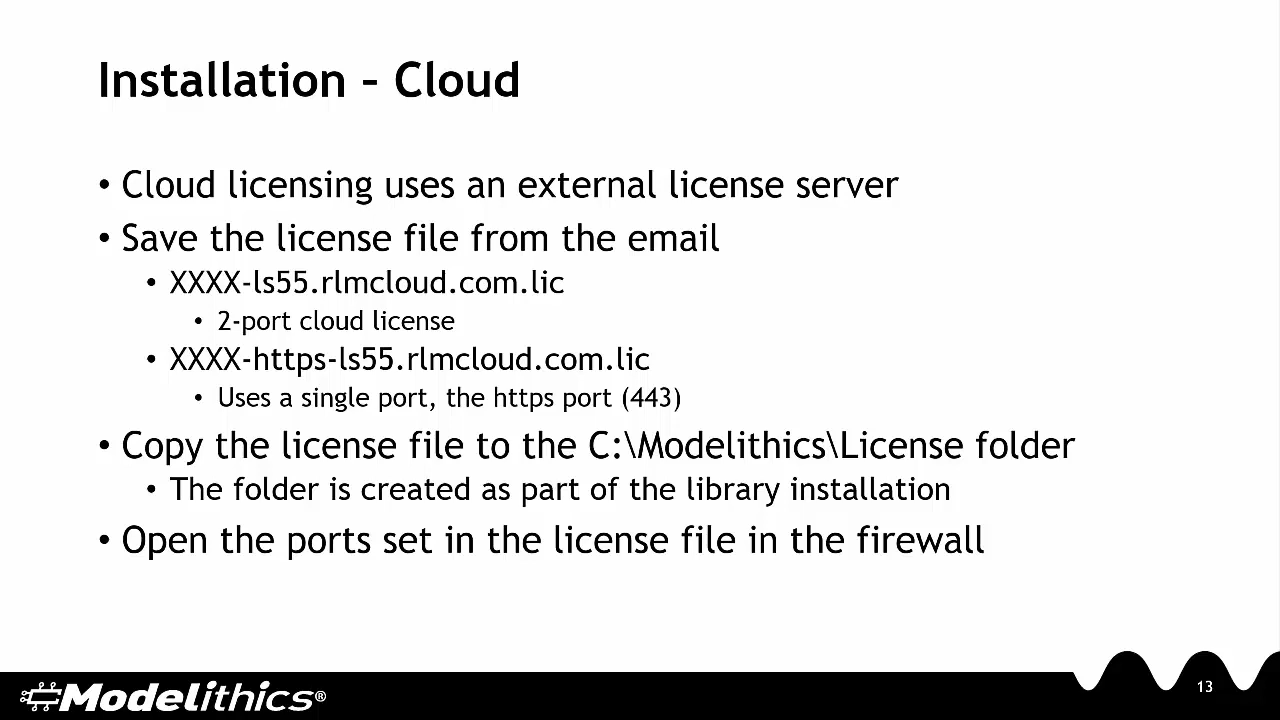 Installation – Cloud
• Cloud licensing uses an external license server
• Save the license file from the email
• XXXX-ls55.rlmcloud.com.lic
• 2-port cloud license
• XXXX-https-ls55.rlmcloud.com.lic
• Uses a single port, the https port (443)
• Copy the license file to the C:\Modelithics\License folder
• The folder is created as part of the library installation
• Open the ports set in the license file in the firewall
Modelithics®
13